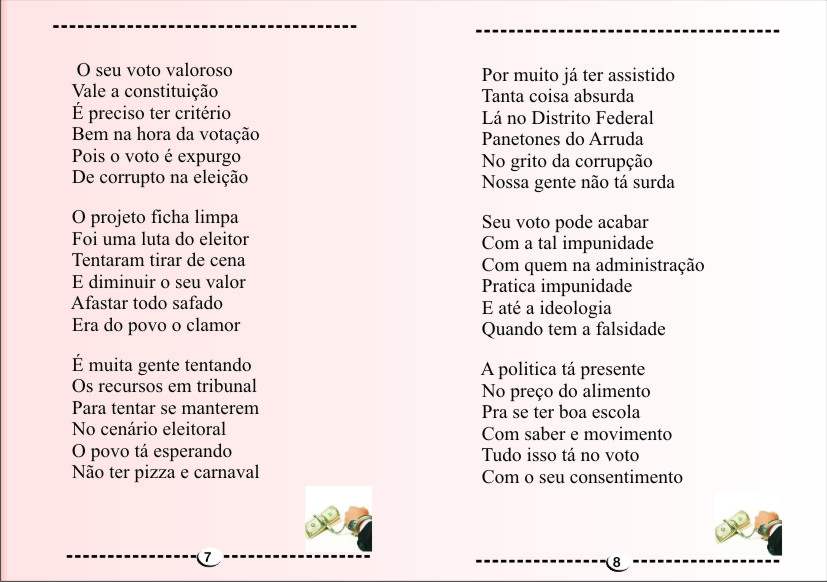 O seu voto valoroso
Vale a constituição
É preciso ter critério
Bem na hora da votação
Pois o voto é expurgo
De corrupto na eleição
O projeto ficha limpa
Foi uma luta do eleitor
Tentaram tirar de cena
E diminuir o seu valor
Afastar todo safado
Era do povo o clamor
É muita gente tentando
Os recursos em tribunal
Para tentar se manterem
No cenário eleitoral
O povo tá esperando
Não ter pizza e carnaval
7
Por muito já ter assistido
Tanta coisa absurda
Lá no Distrito Federal
Panetones do Arruda
No grito da corrupção
Nossa gente não tá surda
Seu voto pode acabar
Com a tal impunidade
Com quem na administração
Pratica impunidade
E até a ideologia
Quando tem a falsidade
A politica tá presente
No preço do alimento
Pra se ter boa escola
Com saber e movimento
Tudo isso tá no voto
Com o seu consentimento
8